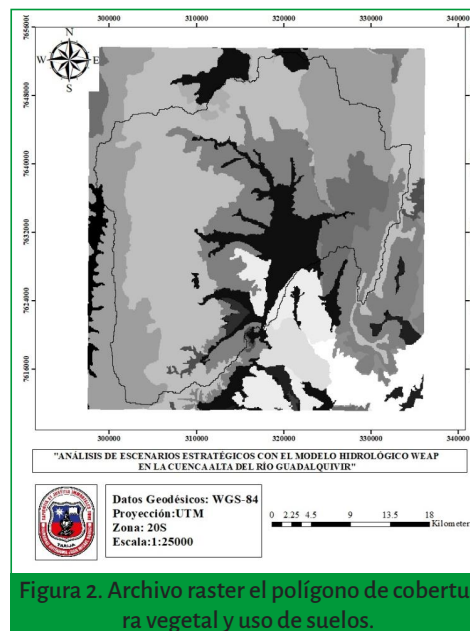 300000 310000 320000 330000 340000
N
W E
S
7656000
7648000
7640000
7632000
7624000
7616000
300000 310000 320000 330000 340000
"ANÁLISIS DE ESCENARIOS ESTRATÉGICOS CON EL MODELO HIDROLÓGICO WEAP
EN LA CUENCA ALTA DEL RÍO GUADALQUIVIR"
TARIJA
Datos Geodésicos: WGS-84
Proyección:UTM
Zona: 20S
Escala:1:25000
0 2.25 4.5 9 13.5 18
Kilometer
Figura 2. Archivo raster el polígono de cobertu
ra vegetal y uso de suelos.